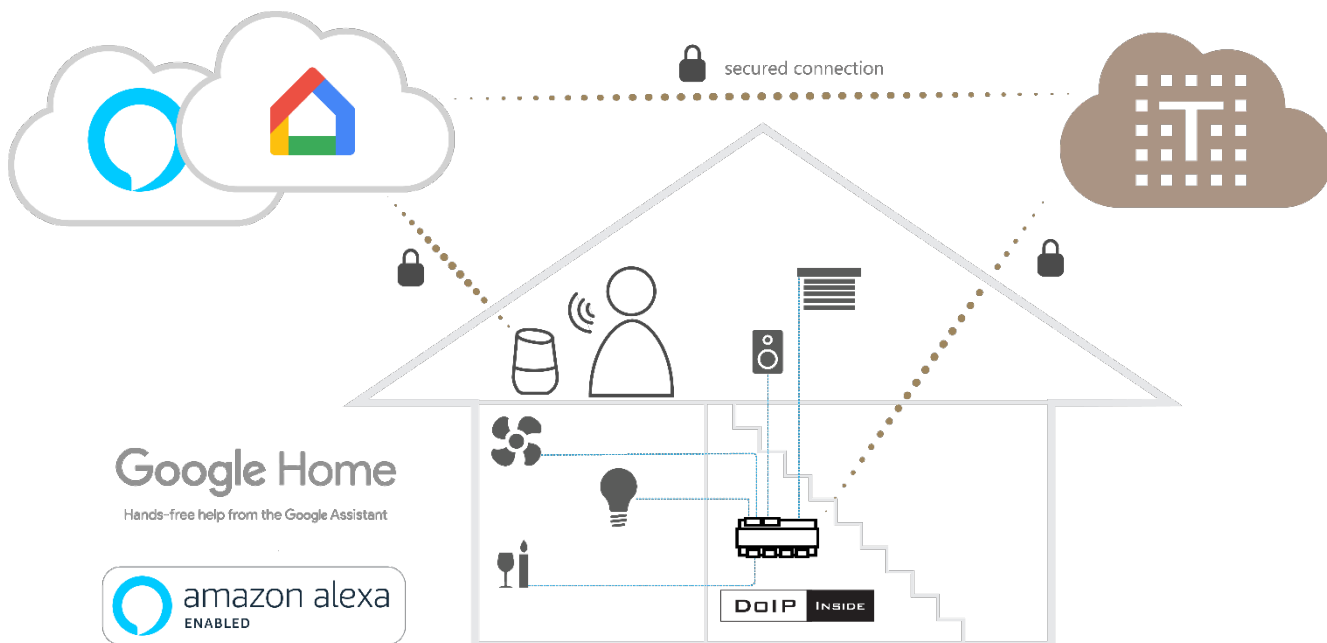 secured connection
Google Home
Hands-free help from the Google Assistant
amazon alexa
ENABLED
DoIP INSIDE
T